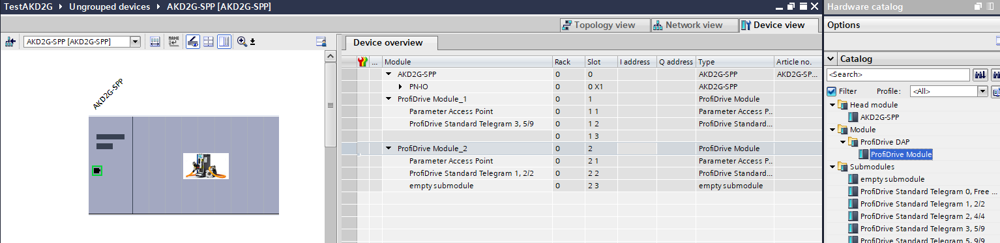 TestAKD2G › Ungrouped devices › AKD2G-SPP [AKD2G-SPP]
Hardware catalog
Topology view Network view Device view
Options
AKD2G-SPP [AKD2G-SPP] NAME
Device overview
Catalog
... Module Rack Slot I address Q address Type Article no.
AKD2G-SPP 0 0 AKD2G-SPP AKD2G-SP...
PN-IO 0 0 X1 AKD2G-SPP
ProfiDrive Module_1 0 1 ProfiDrive Module
Parameter Access Point 0 1 1 Parameter Access P...
ProfiDrive Standard Telegram 3, 5/9 0 1 2 ProfiDrive Standard...
0 1 3
ProfiDrive Module_2 0 2 ProfiDrive Module
Parameter Access Point 0 2 1 Parameter Access P...
ProfiDrive Standard Telegram 1, 2/2 0 2 2 ProfiDrive Standard...
empty submodule 0 2 3 empty submodule
AKD2G-SPP
<Search>
Filter Profile: <All>
Head module
AKD2G-SPP
Module
ProfiDrive DAP
ProfiDrive Module
Submodules
empty submodule
ProfiDrive Standard Telegram 0, Free ...
ProfiDrive Standard Telegram 1, 2/2
ProfiDrive Standard Telegram 2, 4/4
ProfiDrive Standard Telegram 3, 5/9
ProfiDrive Standard Telegram 5, 9/9